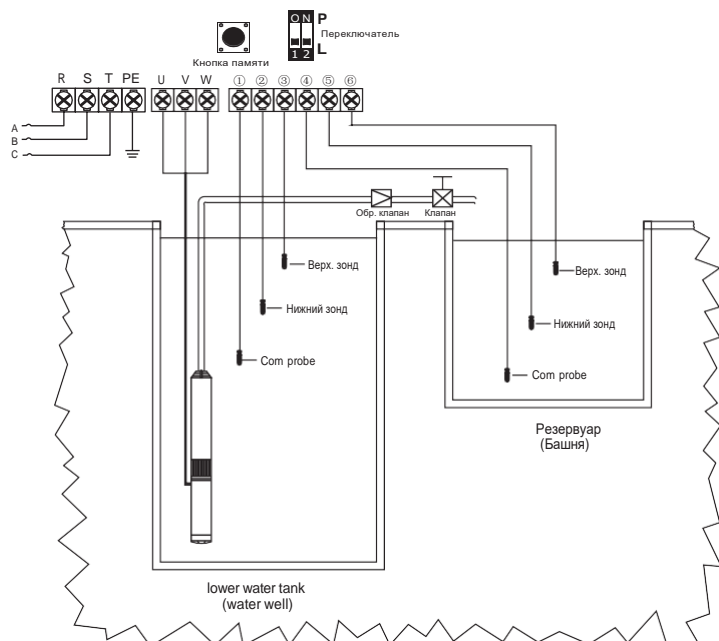 ON P
Переключатель
1 2 L
Кнопка памяти
R S T PE U V W ① ② ③ ④ ⑤ ⑥
A
B
C
Обр. клапан Клапан
Верх. зонд
Нижний зонд
Com probe
Верх. зонд
Нижний зонд
Com probe
Резервуар
(Башня)
lower water tank
(water well)